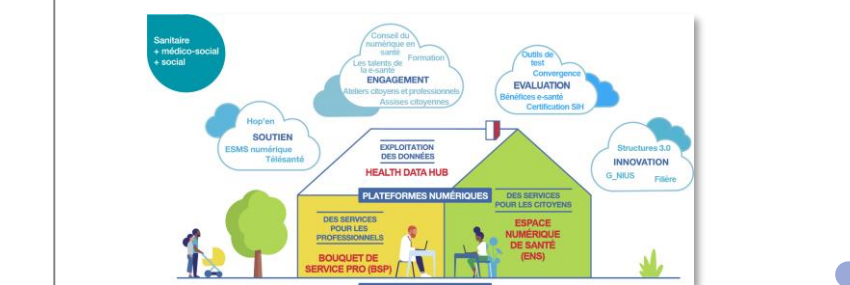 Sanitaire
+ médico-social
+ social
Conseil du
numérique en
santé
Formation
Les talents de
la e-santé
ENGAGEMENT
Ateliers citoyens et professionnels
Assises citoyennes
Outils de
test
Convergence
EVALUATION
Bénéfices e-santé
Certification SIH
Hop'en
SOUTIEN
ESMS numérique
Télésanté
Structures 3.0
INNOVATION
G_NIUS
Filière
EXPLOITATION
DES DONNÉES
HEALTH DATA HUB
PLATEFORMES NUMÉRIQUES
DES SERVICES
POUR LES
PROFESSIONNELS
BOUQUET DE
SERVICE PRO (BSP)
DES SERVICES
POUR LES CITOYENS
ESPACE
NUMÉRIQUE
DE SANTÉ
(ENS)